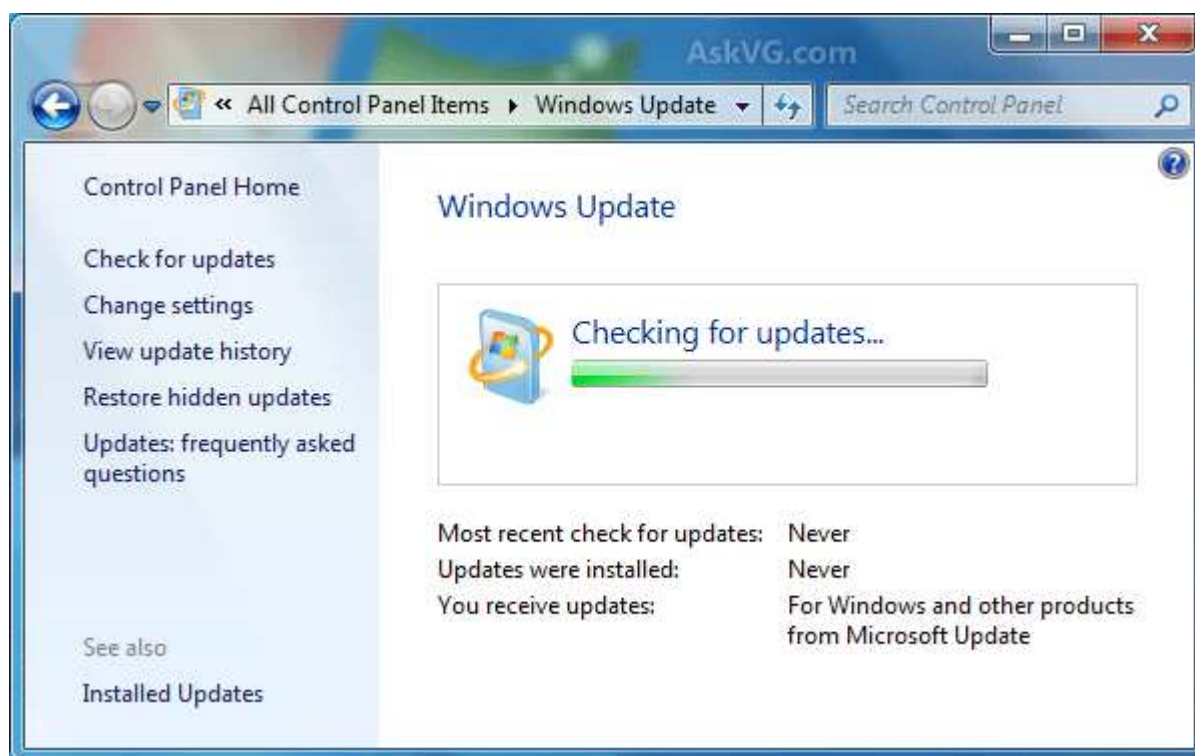 AskVG.com
« All Control Panel Items ▸ Windows Update
Search Control Panel
Control Panel Home
Check for updates
Change settings
View update history
Restore hidden updates
Updates: frequently asked
questions
See also
Installed Updates
Windows Update
Checking for updates...
Most recent check for updates: Never
Updates were installed: Never
You receive updates: For Windows and other products
from Microsoft Update